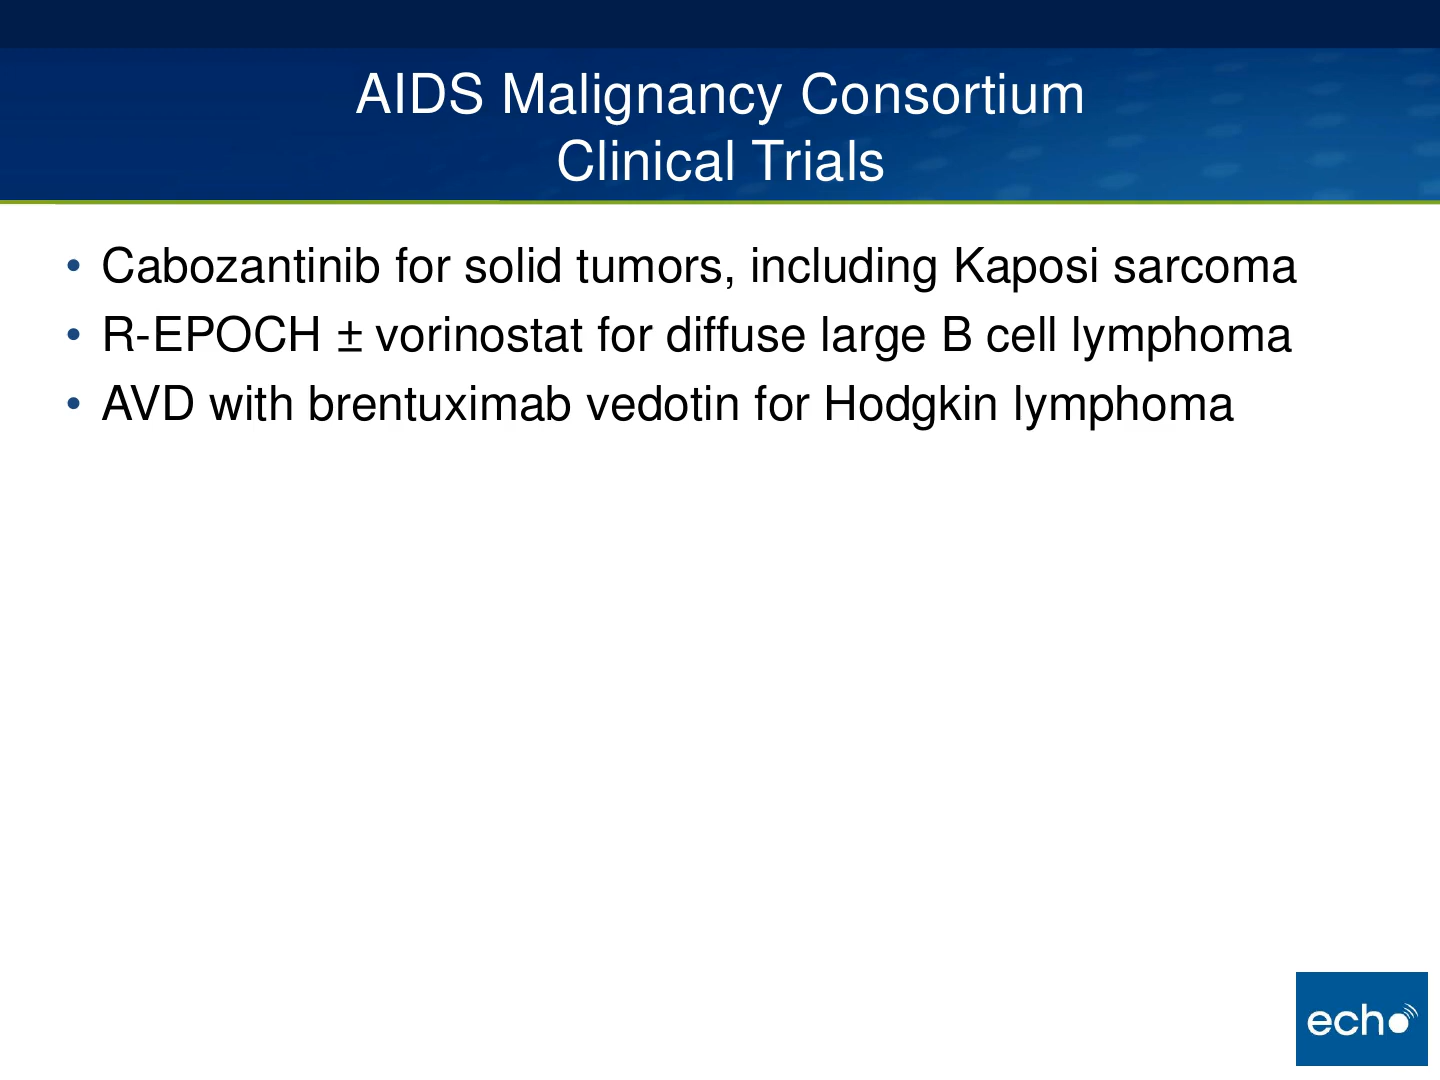 AIDS Malignancy Consortium
Clinical Trials
• Cabozantinib for solid tumors, including Kaposi sarcoma
• R-EPOCH ± vorinostat for diffuse large B cell lymphoma
• AVD with brentuximab vedotin for Hodgkin lymphoma
echo